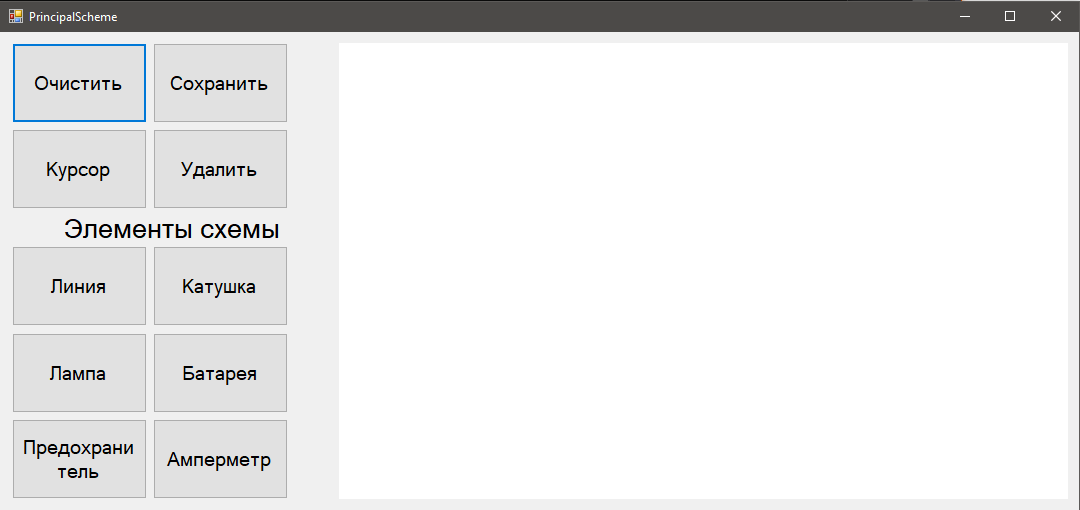 PrincipalScheme
Очистить
Сохранить
Курсор
Удалить
Элементы схемы
Линия
Катушка
Лампа
Батарея
Предохрани
тель
Амперметр